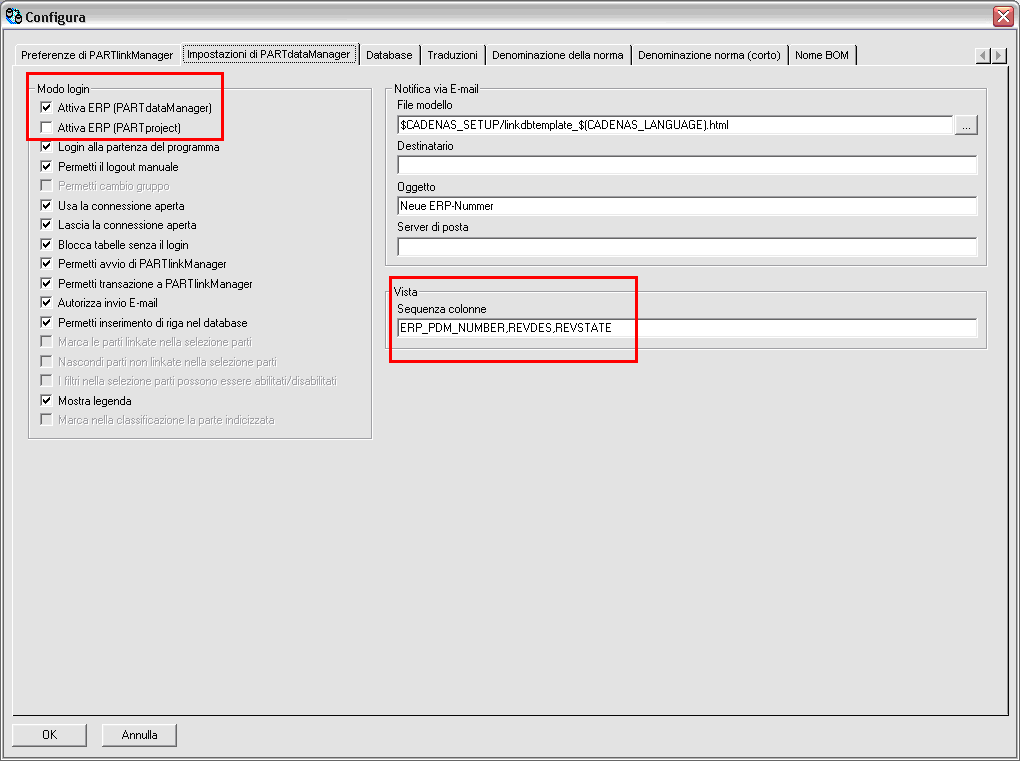 Configura
Preferenze di PARTlinkManager Impostazioni di PARTdataManager Database Traduzioni Denominazione della norma Denominazione norma (corto) Nome BOM
Modo login
Attiva ERP (PARTdataManager)
Attiva ERP (PARTproject)
Login alla partenza del programma
Permetti il logout manuale
Permetti cambio gruppo
Usa la connessione aperta
Lascia la connessione aperta
Blocca tabelle senza il login
Permetti avvio di PARTlinkManager
Permetti transazione a PARTlinkManager
Autorizza invio E-mail
Permetti inserimento di riga nel database
Marca le parti linkate nella selezione parti
Nascondi parti non linkate nella selezione parti
I filtri nella selezione parti possono essere abilitati/disabilitati
Mostra legenda
Marca nella classificazione la parte indicizzata
Notifica via E-mail
File modello
$CADENAS_SETUP/linkdbtemplate_$(CADENAS_LANGUAGE).html
...
Destinatario
Oggetto
Neue ERP-Nummer
Server di posta
Vista
Sequenza colonne
ERP_PDM_NUMBER,REVDES,REVSTATE
OK Annulla